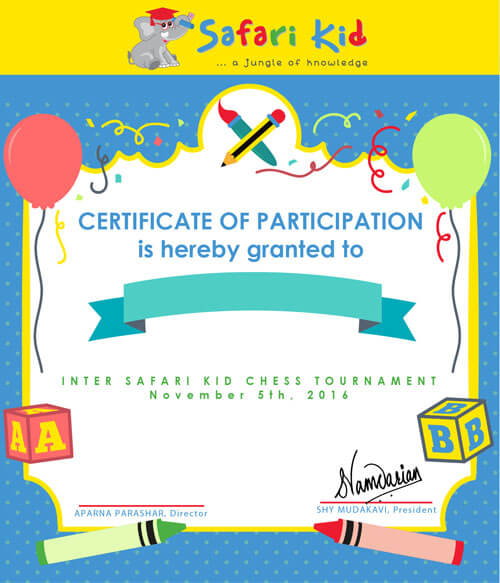 Safari Kid
... a jungle of knowledge
CERTIFICATE OF PARTICIPATION
is hereby granted to
INTER SAFARI KID CHESS TOURNAMENT
November 5th, 2016
A A
B B
Namdarian
APARNA PARASHAR, Director
SHY MUDAKAVI, President